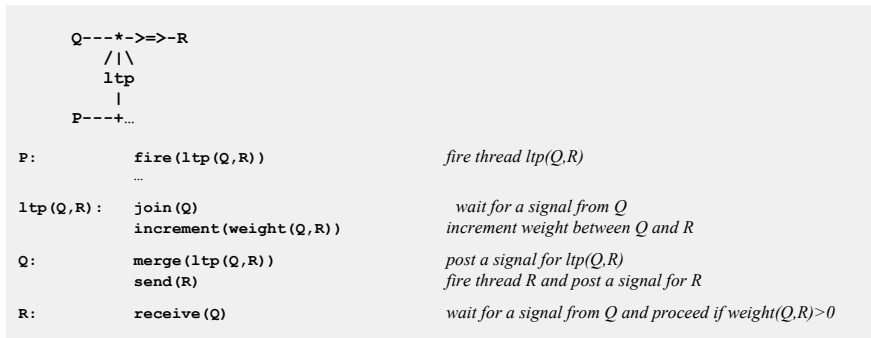 Q---*->=>-R
/|\
ltp
|
P---+…
P: fire(ltp(Q,R)) fire thread ltp(Q,R)
…
ltp(Q,R): join(Q) wait for a signal from Q
increment(weight(Q,R)) increment weight between Q and R
Q: merge(ltp(Q,R)) post a signal for ltp(Q,R)
send(R) fire thread R and post a signal for R
R: receive(Q) wait for a signal from Q and proceed if weight(Q,R)>0